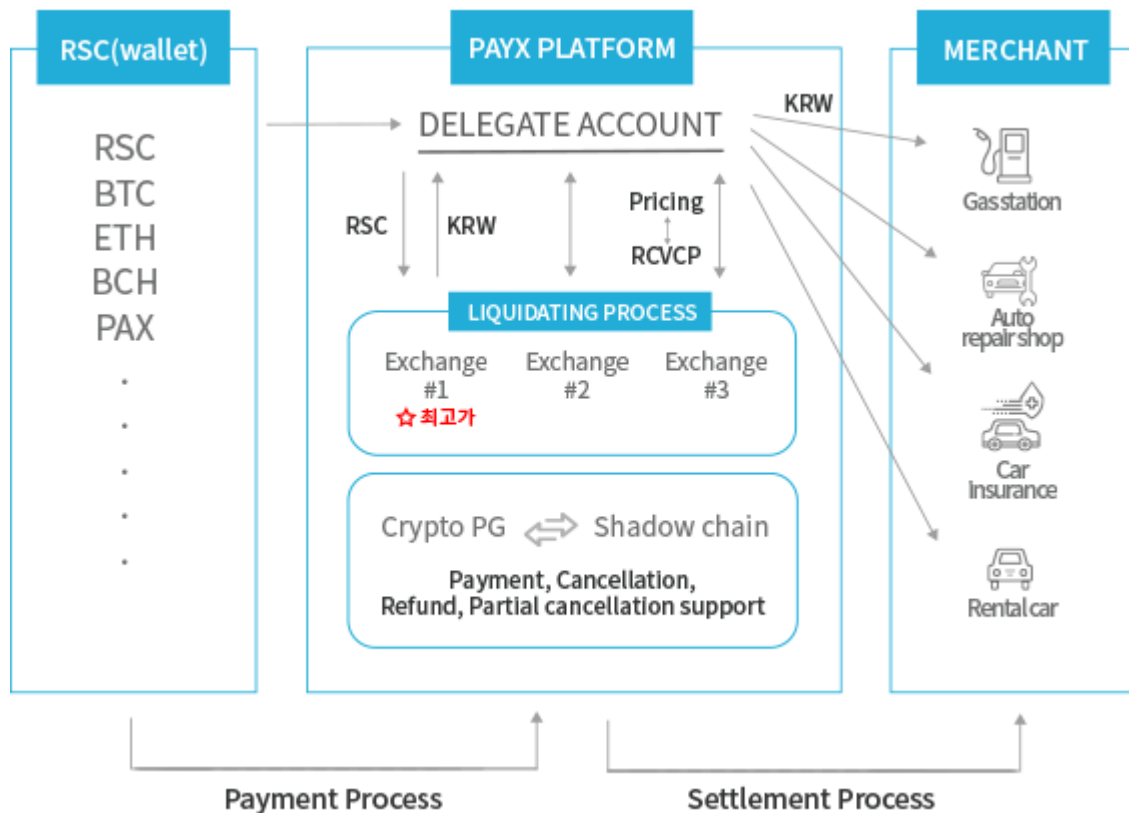 RSC(wallet)
RSC
BTC
ETH
BCH
PAX
.
.
.
.
.
PAYX PLATFORM
DELEGATE ACCOUNT
RSC
KRW
Pricing
RCVCP
LIQUIDATING PROCESS
Exchange
#1
☆ 최고가
Exchange
#2
Exchange
#3
Crypto PG
Shadow chain
Payment, Cancellation,
Refund, Partial cancellation support
KRW
MERCHANT
Gas station
Auto
repair shop
Car
insurance
Rental car
Payment Process
Settlement Process